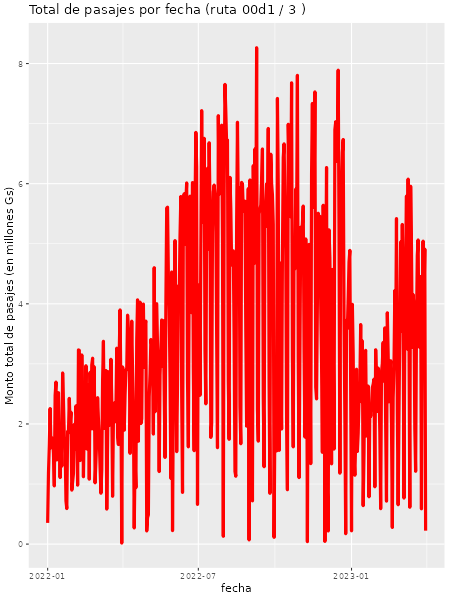 Total de pasajes por fecha (ruta 00d1 / 3 )
Monto total de pasajes (en millones Gs)
8
6
4
2
0
2022-01
2022-07
2023-01
fecha